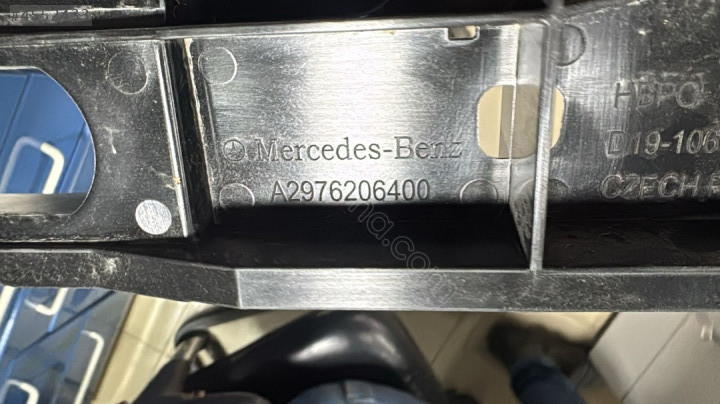 Mercedes-Benz
A2976206400
HBPO
D19-106
CZECH